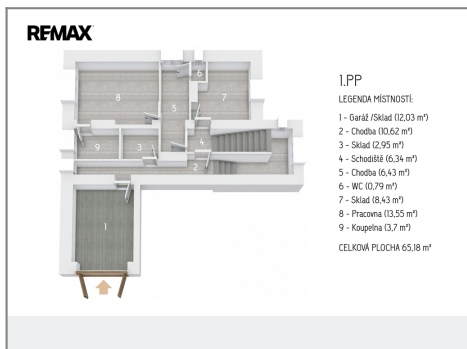 REMAX
1.PP
LEGENDA MÍSTNOSTÍ:
1 - Garáž /Sklad (12,03 m²)
2 - Chodba (10,62 m²)
3 - Sklad (2,95 m²)
4 - Schodiště (6,34 m²)
5 - Chodba (6,43 m²)
6 - WC (0,79 m²)
7 - Sklad (8,43 m²)
8 - Pracovna (13,55 m²)
9 - Koupelna (3,7 m²)
CELKOVÁ PLOCHA 65,18 m²
6
8
5
7
9
3
4
2
1